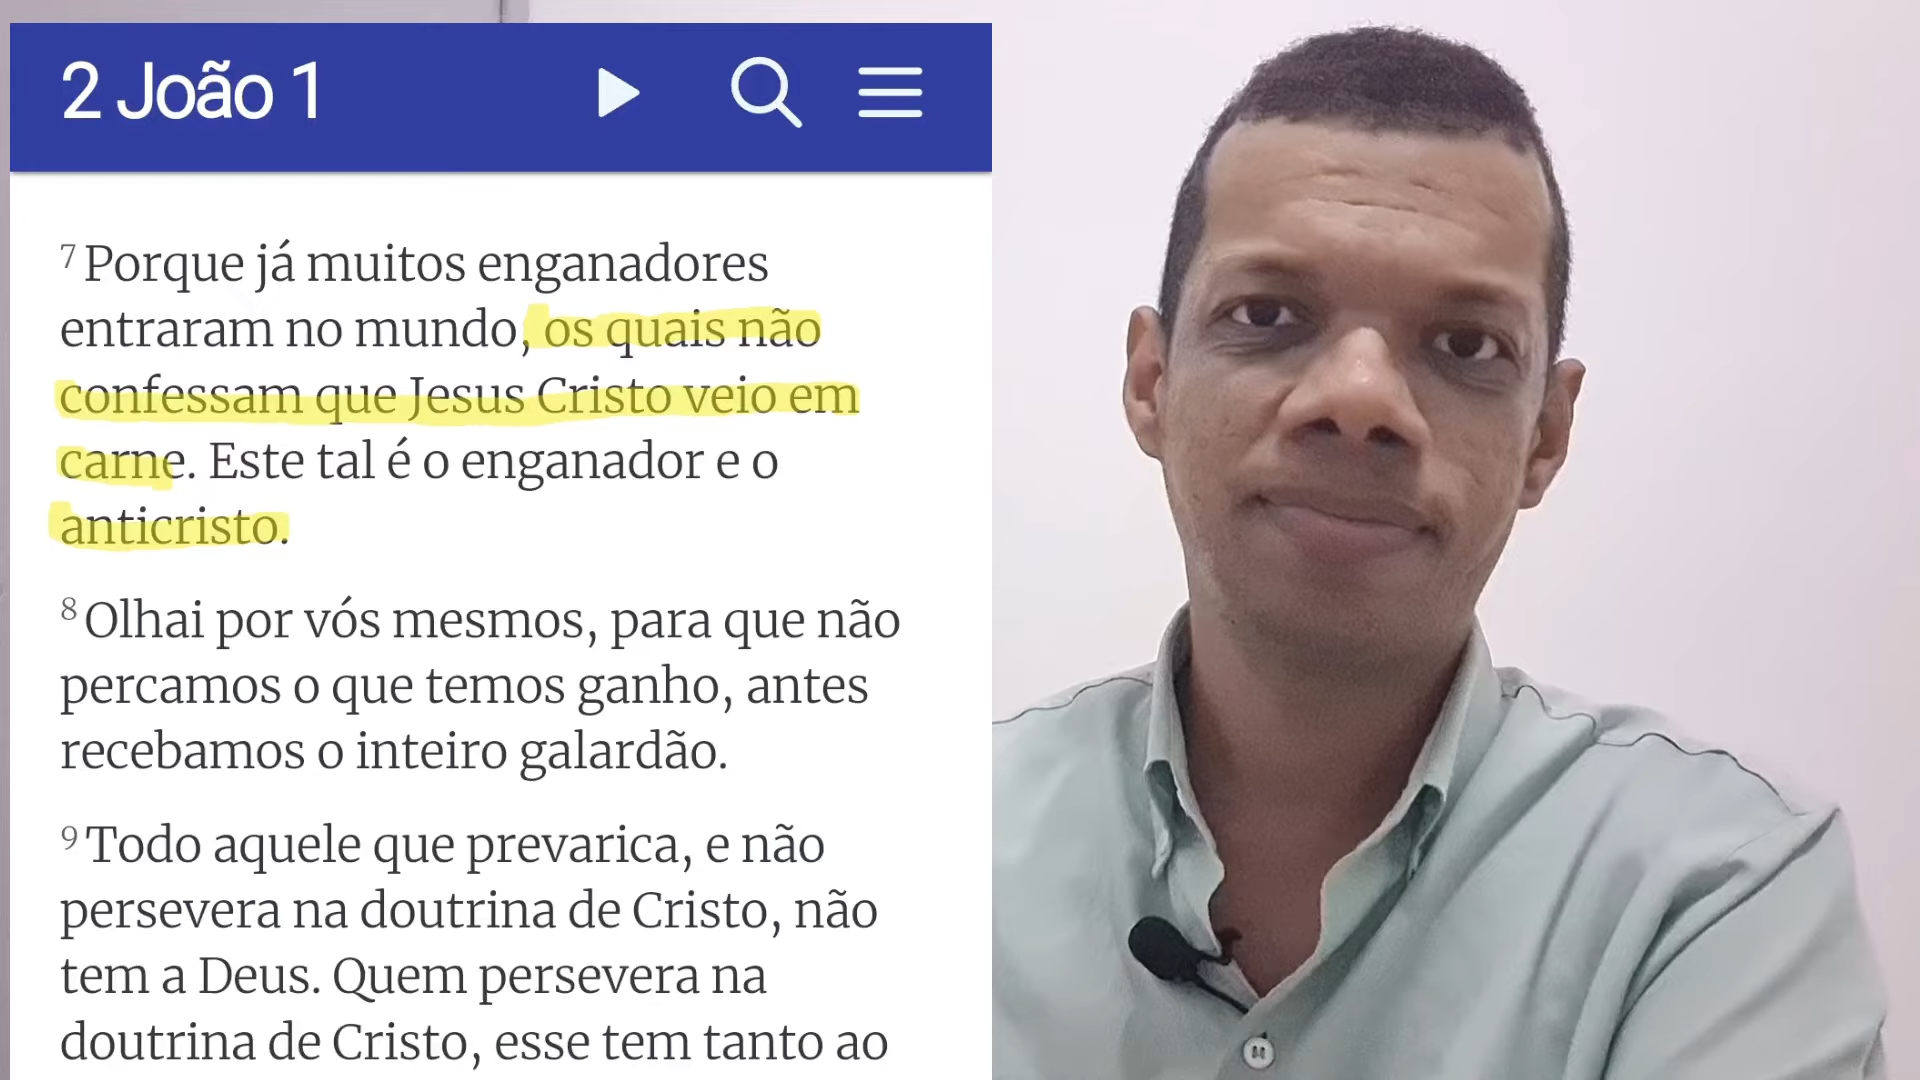 2 João 1
7 Porque já muitos enganadores
entraram no mundo, os quais não
confessam que Jesus Cristo veio em
carne. Este tal é o enganador e o
anticristo.
8 Olhai por vós mesmos, para que não
percamos o que temos ganho, antes
recebamos o inteiro galardão.
9 Todo aquele que prevarica, e não
persevera na doutrina de Cristo, não
tem a Deus. Quem persevera na
doutrina de Cristo, esse tem tanto ao